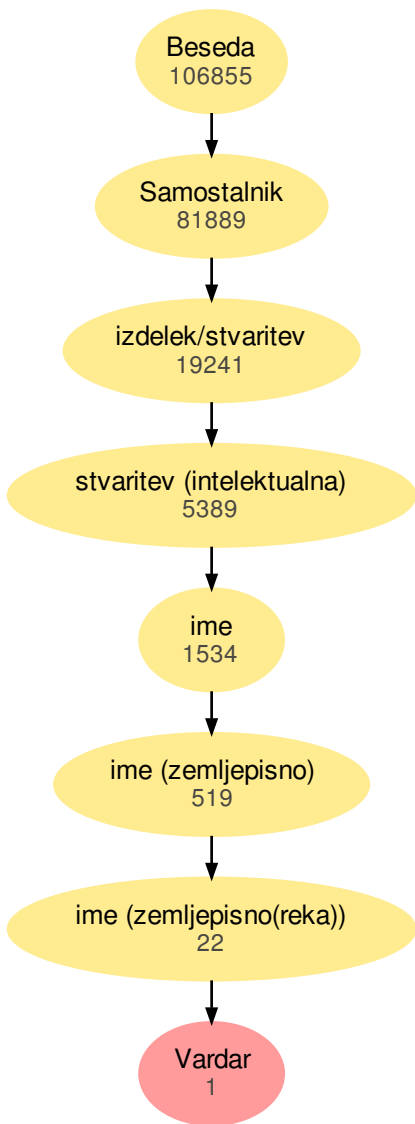 Beseda
106855
Samostalnik
81889
izdelek/stvaritev
19241
stvaritev (intelektualna)
5389
ime
1534
ime (zemljepisno)
519
ime (zemljepisno(reka))
22
Vardar
1